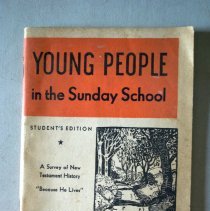 YOUNG PEOPLE
in the Sunday School
STUDENT'S EDITION
A Survey of New
Testament History
"Because He Lives"